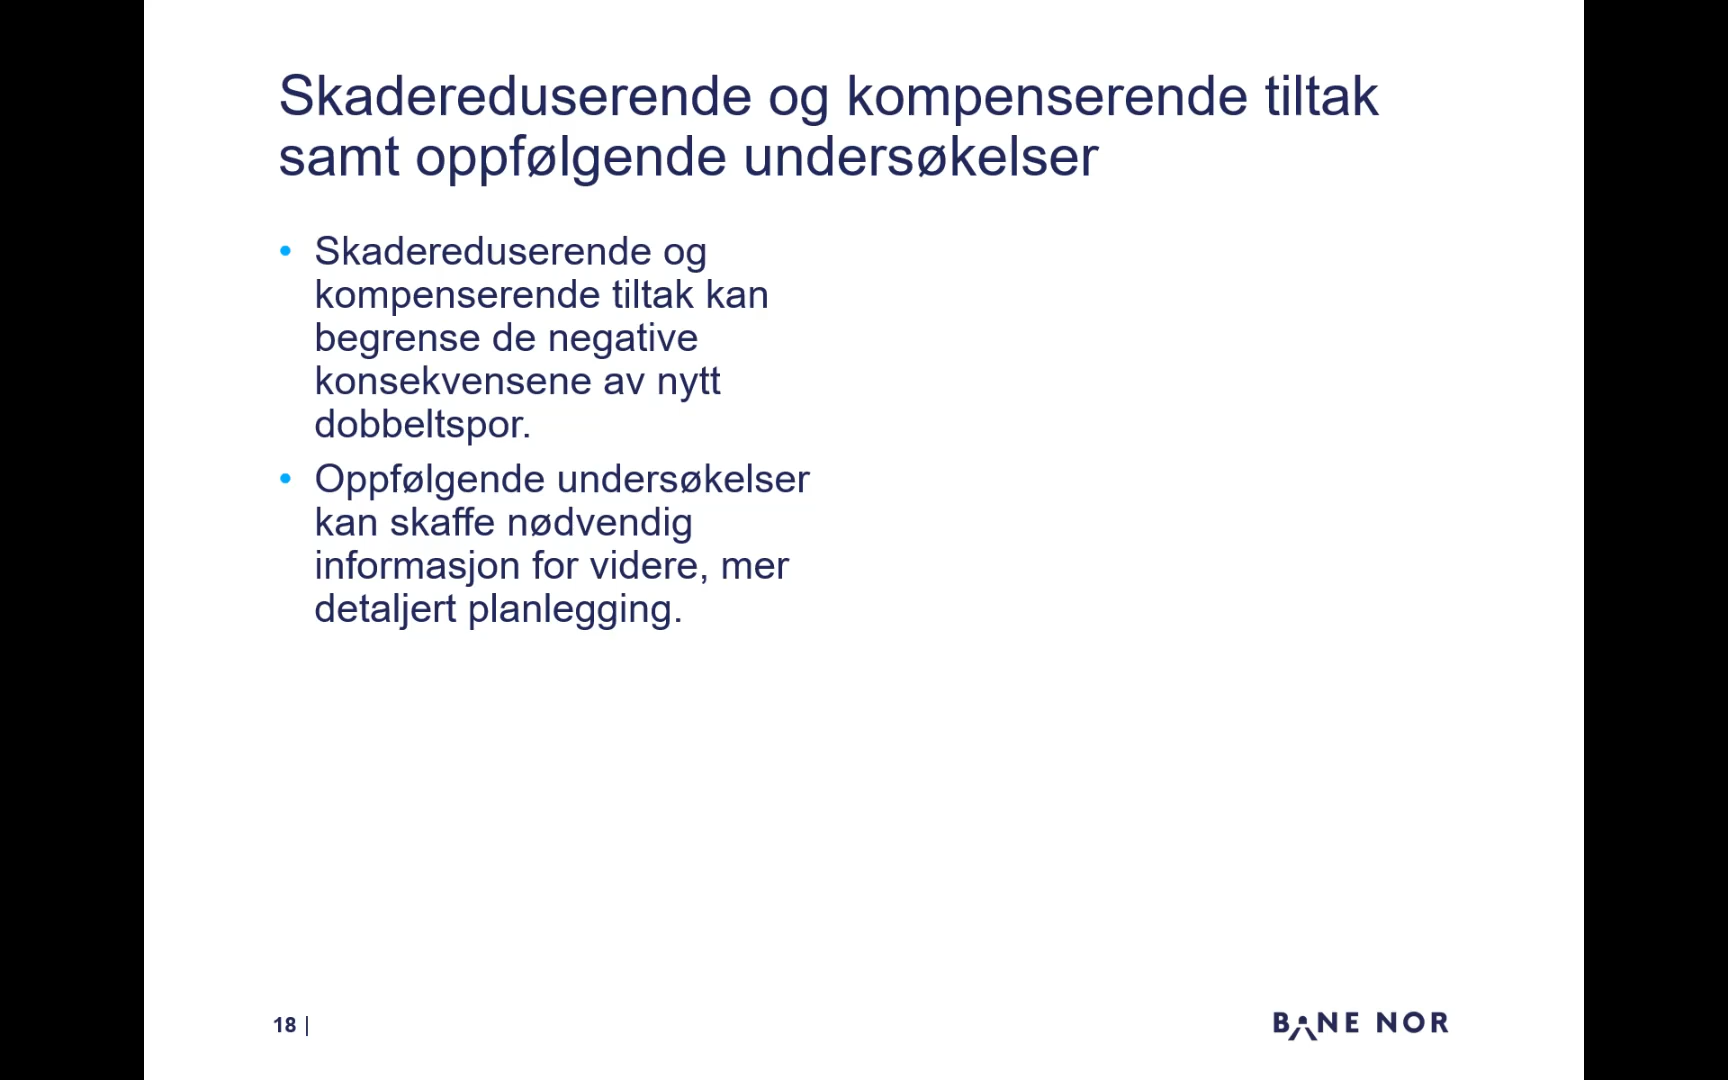 Skadereduserende og kompenserende tiltak
samt oppfølgende undersøkelser
• Skadereduserende og
kompenserende tiltak kan
begrense de negative
konsekvensene av nytt
dobbeltspor.
• Oppfølgende undersøkelser
kan skaffe nødvendig
informasjon for videre, mer
detaljert planlegging.
18 |
BANE NOR